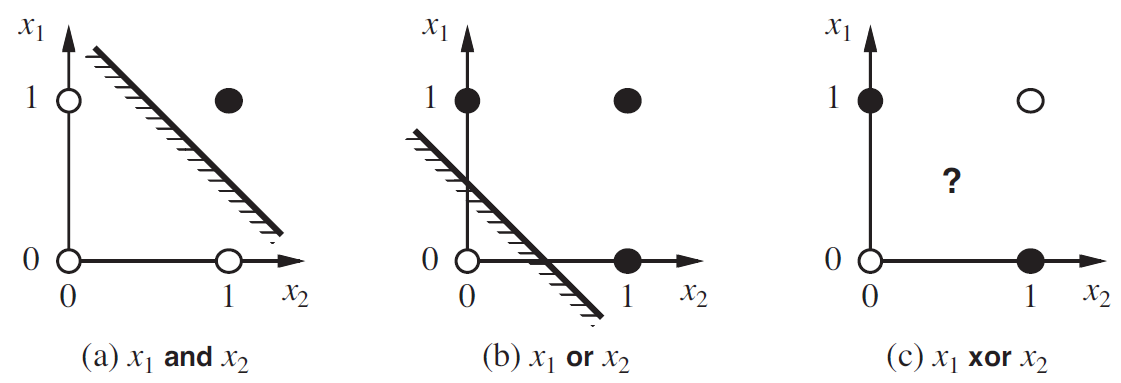 x₁ x₁ x₁
1 1 1
?
0 0 0
0 1 x₂ 0 1 x₂ 0 1 x₂
(a) x₁ and x₂ (b) x₁ or x₂ (c) x₁ xor x₂